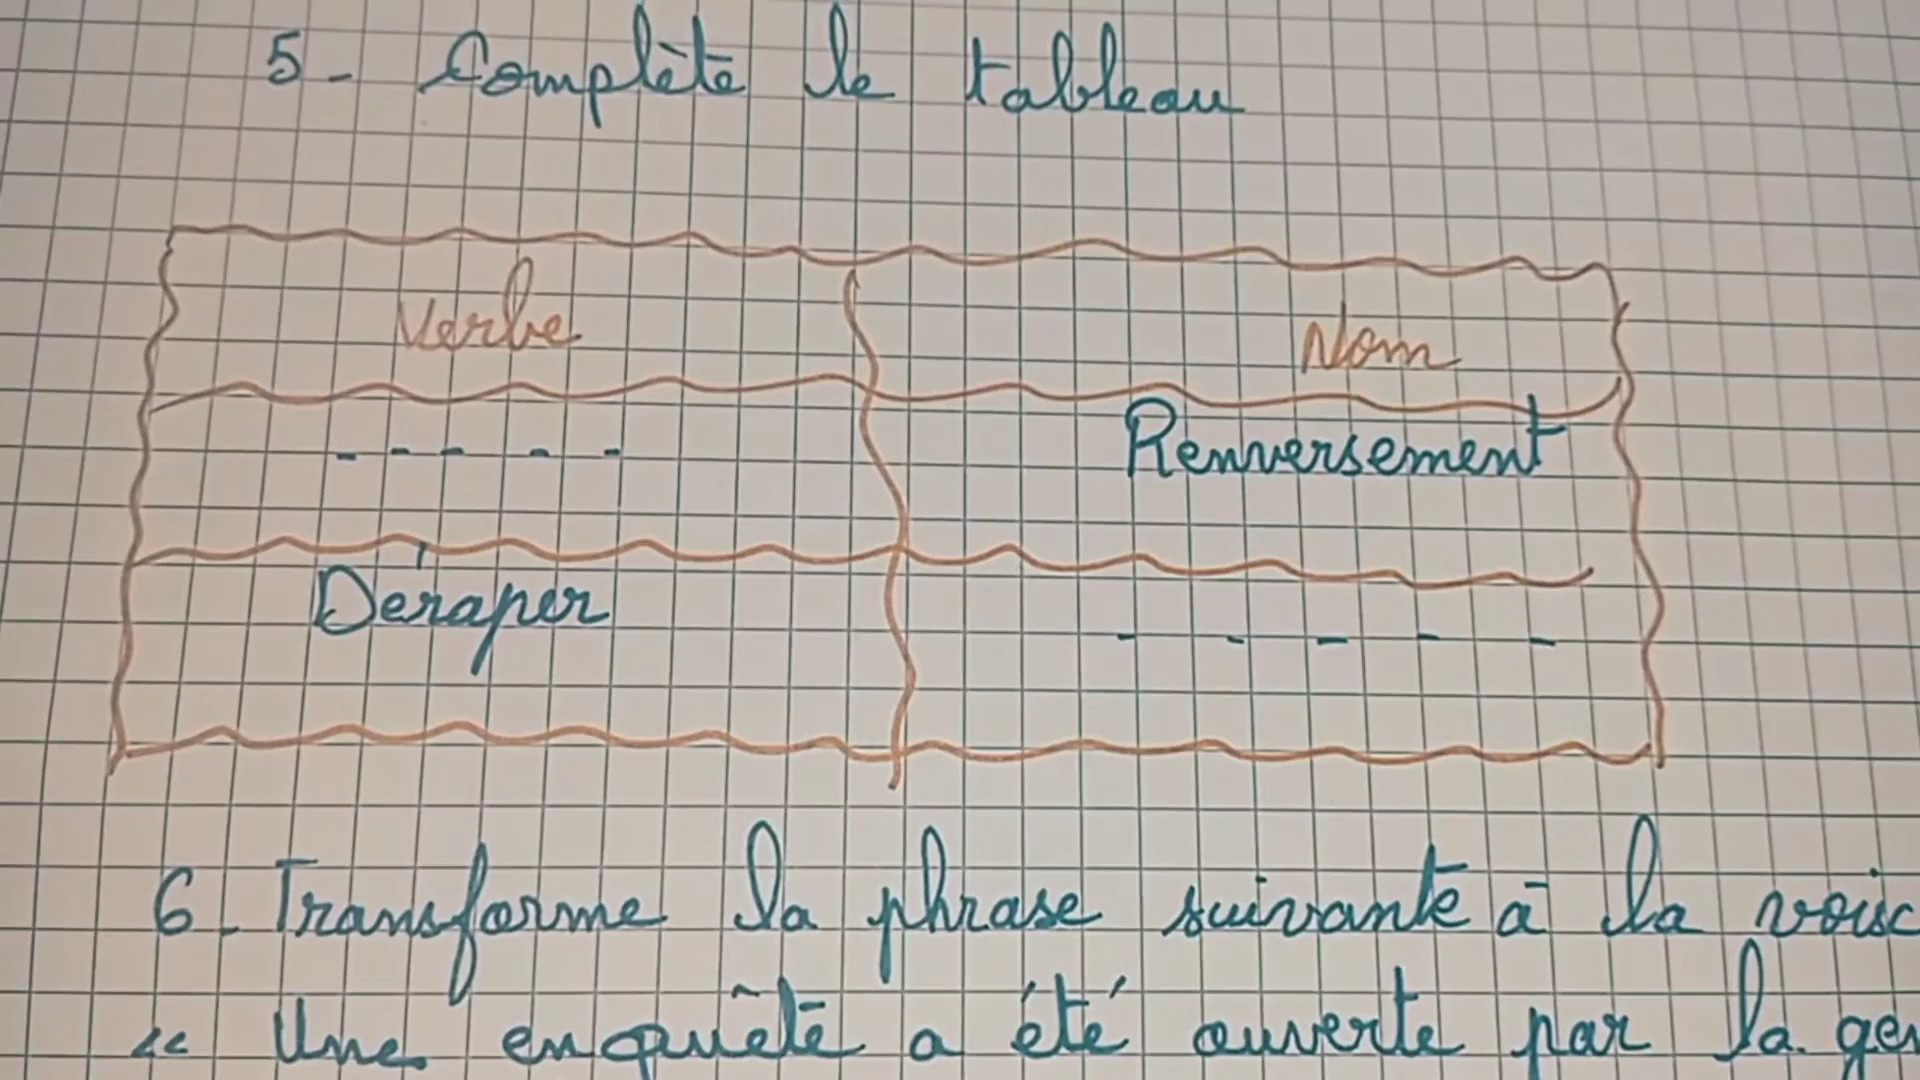 5- Complète le tableau
Verbe Nom
- - - - - Renversement
Déraper - - - - -
6- Transforme la phrase suivante à la
« Une enquête a été ouverte par la